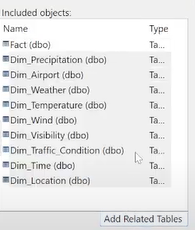 Included objects:
Name Type
Fact (dbo) Ta...
Dim_Precipitation (dbo) Ta...
Dim_Airport (dbo) Ta...
Dim_Weather (dbo) Ta...
Dim_Temperature (dbo) Ta...
Dim_Wind (dbo) Ta...
Dim_Visibility (dbo) Ta...
Dim_Traffic_Condition (dbo) Ta...
Dim_Time (dbo) Ta...
Dim_Location (dbo) Ta...
Add Related Tables